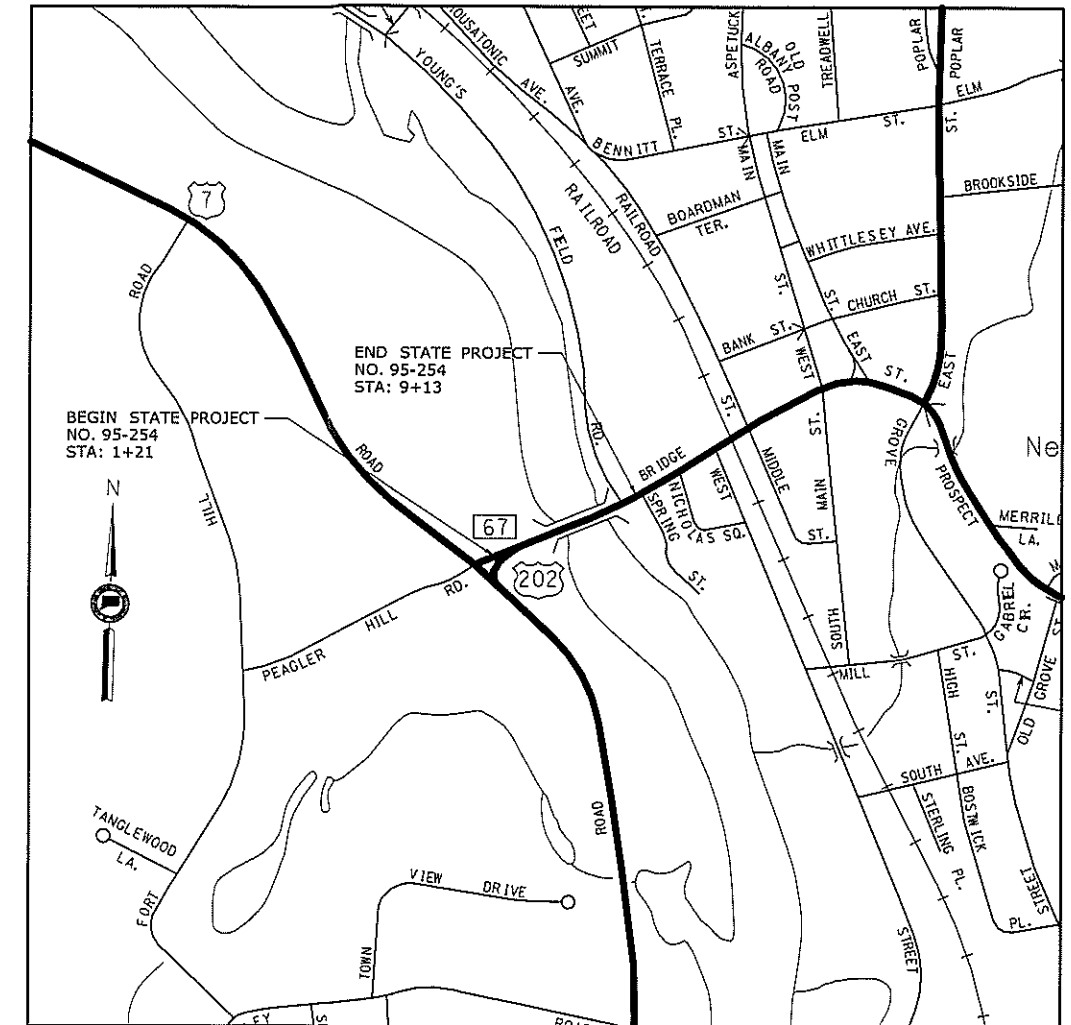 HOUSATONIC
AVE.
YOUNG'S
FIELD
RD.
SUMMIT
AVE.
TERRACE
PL.
ASPETUCK
OLD
ALBANY POST
ROAD
TREADWELL
POPLAR
POPLAR
ST.
ELM
BENNITT ST.
ELM ST.
MAIN
MAIN
BROOKSIDE
7
ROAD
RAILROAD
RAILROAD
BOARDMAN
TER.
WHITTLESEY AVE.
ST.
ST.
CHURCH ST.
BANK ST.
END STATE PROJECT
NO. 95-254
STA: 9+13
WEST
EAST
ST.
EAST
BEGIN STATE PROJECT
NO. 95-254
STA: 1+21
ROAD
ST.
ST.
BRIDGE
GROVE
Ne
N
HILL
MIDDLE
ST.
WEST
MAIN
NICHOLAS SQ.
SPRING
ST.
PROSPECT
MERRILL
LA.
67
202
PEAGLER HILL RD.
GABREL
CIR.
SOUTH
MILL ST.
HIGH
ST.
ST.
OLD GROVE
ST.
SOUTH AVE.
STERLING
PL.
BOSTWICK
PL.
STREET
TANGLEWOOD
LA.
FORT
VIEW DRIVE
ROAD
TOWN
STREET
EY
ROAD